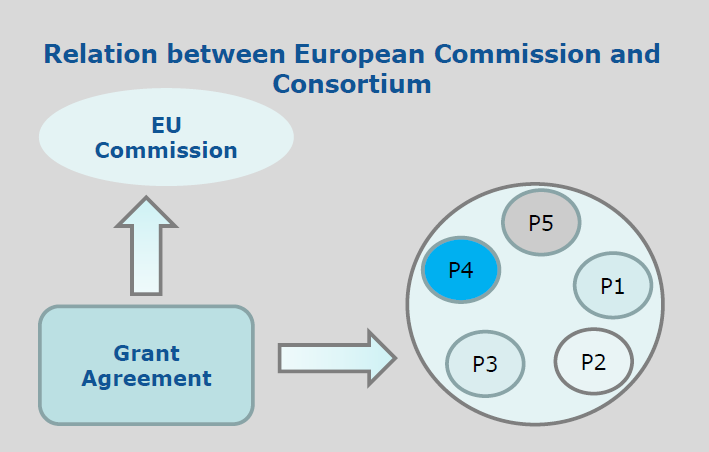 Relation between European Commission and
Consortium
EU
Commission
Grant
Agreement
P5
P4
P1
P3
P2